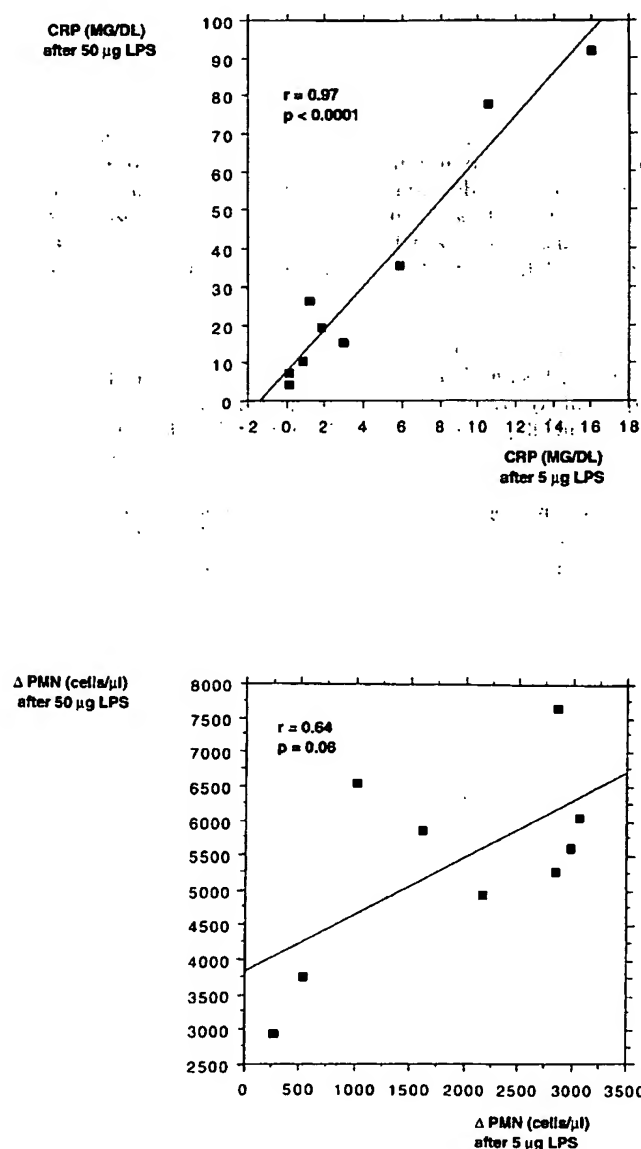 CRP (MG/DL)
after 50 µg LPS
r = 0.97
p < 0.0001
100
90
80
70
60
50
40
30
20
10
0
-2 0 2 4 6 8 10 12 14 16 18
CRP (MG/DL)
after 5 µg LPS
Δ PMN (cells/µl)
after 50 µg LPS
r = 0.64
p = 0.06
8000
7500
7000
6500
6000
5500
5000
4500
4000
3500
3000
2500
0 500 1000 1500 2000 2500 3000 3500
Δ PMN (cells/µl)
after 5 µg LPS